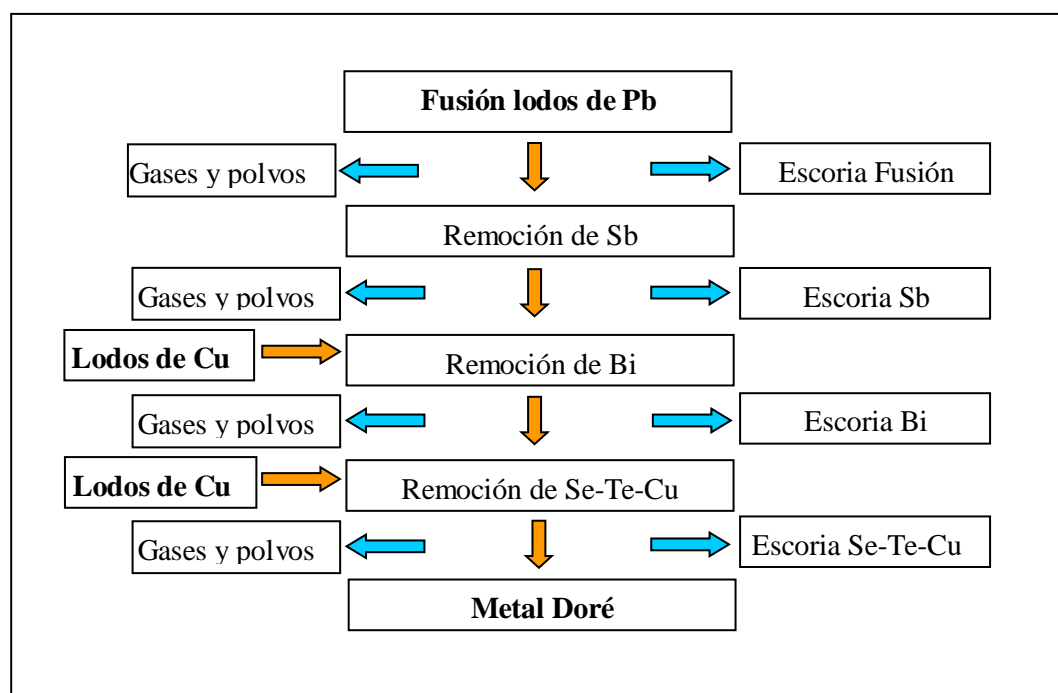 Fusión lodos de Pb
Gases y polvos
Escoria Fusión
Remoción de Sb
Gases y polvos
Escoria Sb
Lodos de Cu
Remoción de Bi
Gases y polvos
Escoria Bi
Lodos de Cu
Remoción de Se-Te-Cu
Gases y polvos
Escoria Se-Te-Cu
Metal Doré